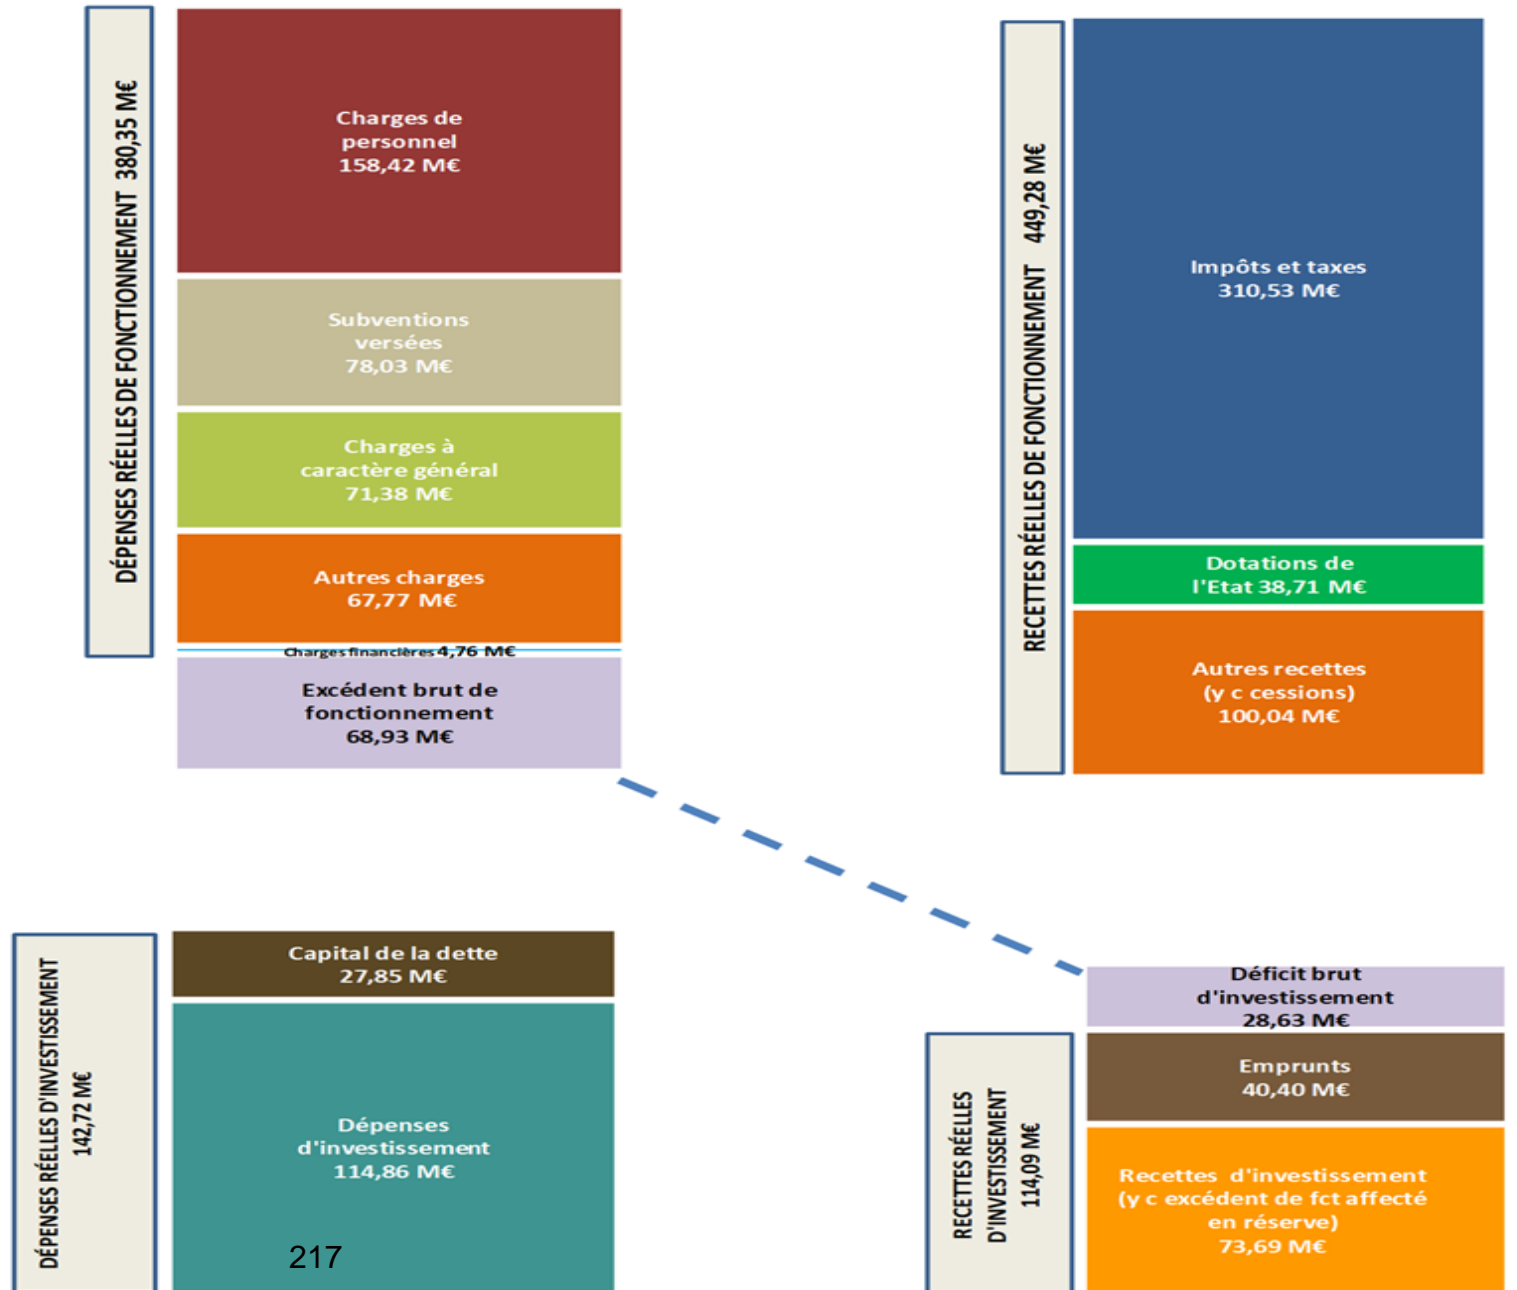 DÉPENSES RÉELLES DE FONCTIONNEMENT 380,35 M€
Charges de
personnel
158,42 M€
Subventions
versées
78,03 M€
Charges à
caractère général
71,38 M€
Autres charges
67,77 M€
Charges financières 4,76 M€
Excédent brut de
fonctionnement
68,93 M€
RECETTES RÉELLES DE FONCTIONNEMENT 449,28 M€
Impôts et taxes
310,53 M€
Dotations de
l'Etat 38,71 M€
Autres recettes
(y c cessions)
100,04 M€
DÉPENSES RÉELLES D'INVESTISSEMENT
142,72 M€
Capital de la dette
27,85 M€
Dépenses
d'investissement
114,86 M€
217
Déficit brut
d'investissement
28,63 M€
RECETTES RÉELLES
D'INVESTISSEMENT
114,09 M€
Emprunts
40,40 M€
Recettes d'investissement
(y c excédent de fct affecté
en réserve)
73,69 M€